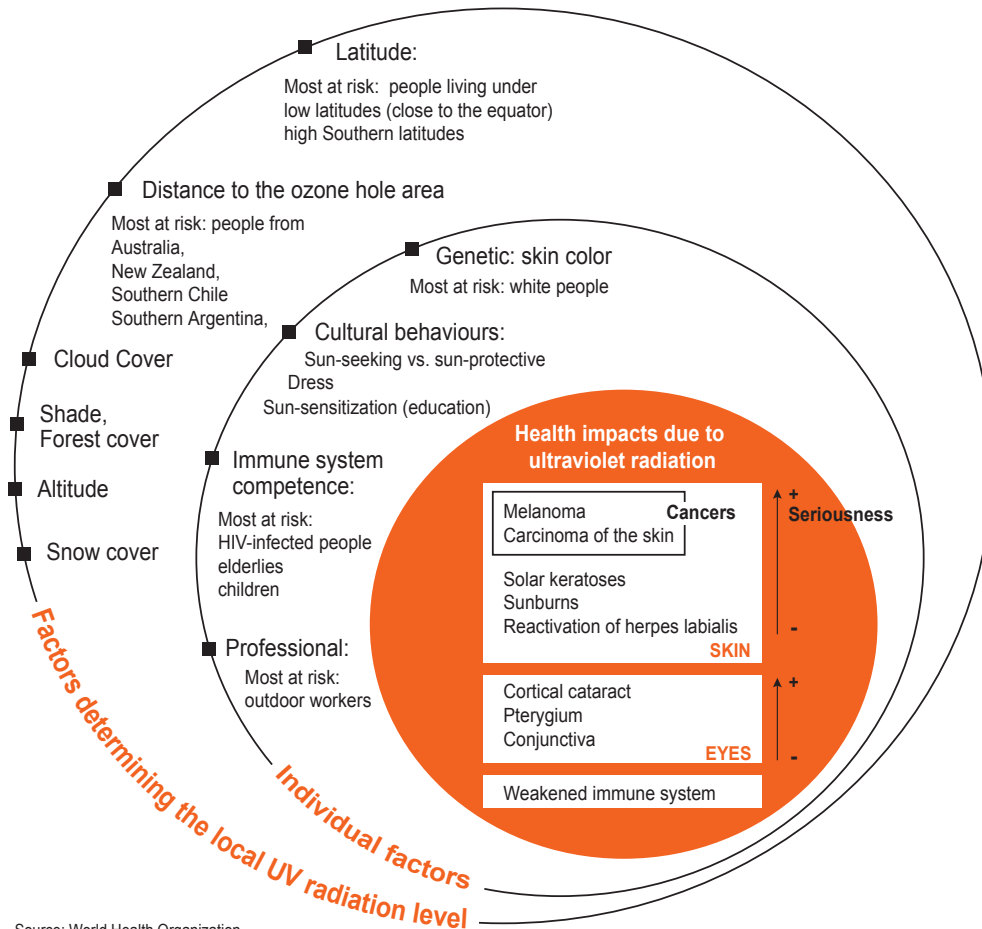 Latitude:
Most at risk:  people living under
low latitudes (close to the equator)
high Southern latitudes
Distance to the ozone hole area
Most at risk: people from
Australia,
New Zealand,
Southern Chile
Southern Argentina,
Cloud Cover
Shade,
Forest cover
Altitude
Snow cover
Factors determining the local UV radiation level
Genetic: skin color
Most at risk: white people
Cultural behaviours:
Sun-seeking vs. sun-protective
Dress
Sun-sensitization (education)
Immune system
competence:
Most at risk:
HIV-infected people
elderlies
children
Professional:
Most at risk:
outdoor workers
Individual factors
Health impacts due to
ultraviolet radiation
Melanoma
Cancers
Carcinoma of the skin
Solar keratoses
Sunburns
Reactivation of herpes labialis
SKIN
+
Seriousness
-
Cortical cataract
Pterygium
Conjunctiva
EYES
+
-
Weakened immune system
Source: World Health Organization